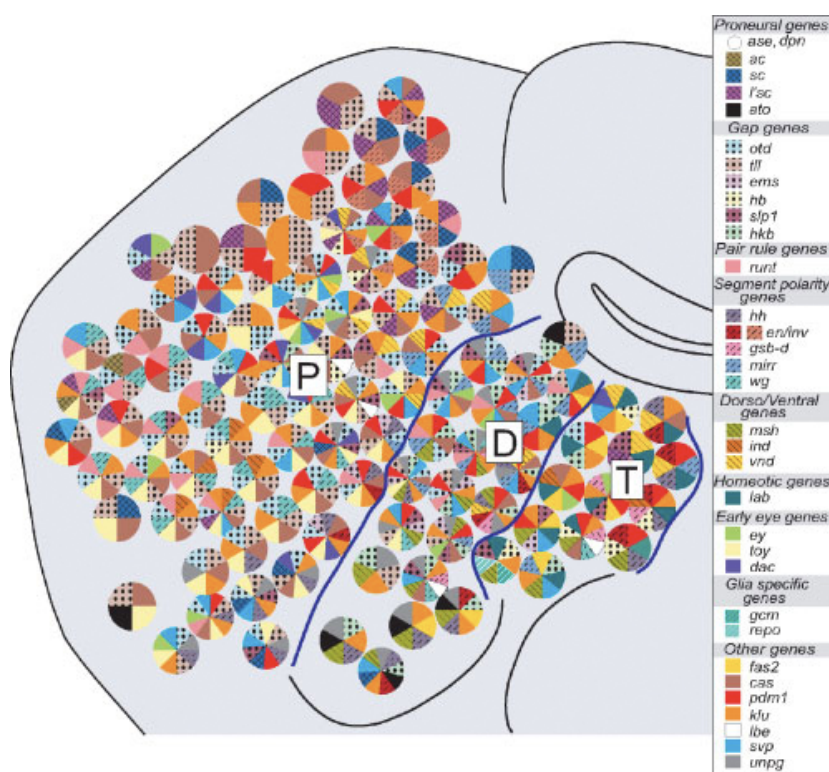 P
D
T
Proneural genes
ase, dpn
ac
sc
l'sc
ato
Gap genes
otd
tll
ems
hb
slp1
hkb
Pair rule genes
runt
Segment polarity
genes
hh
en/inv
gsb-d
mirr
wg
Dorso/Ventral
genes
msh
ind
vnd
Homeotic genes
lab
Early eye genes
ey
toy
dac
Glia specific
genes
gcm
repo
Other genes
fas2
cas
pdm1
klu
lbe
svp
unpg